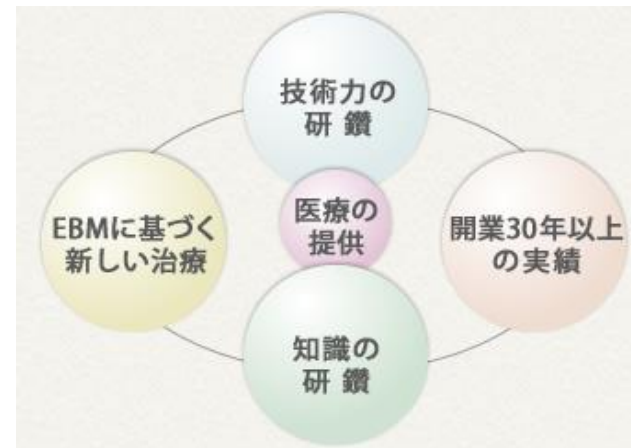 技術力の
研 鑽
EBMに基づく
新しい治療
医療の
提供
開業30年以上
の実績
知識の
研 鑽